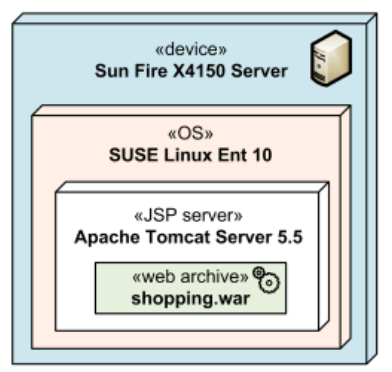 «device»
Sun Fire X4150 Server
«OS»
SUSE Linux Ent 10
«JSP server»
Apache Tomcat Server 5.5
«web archive»
shopping.war